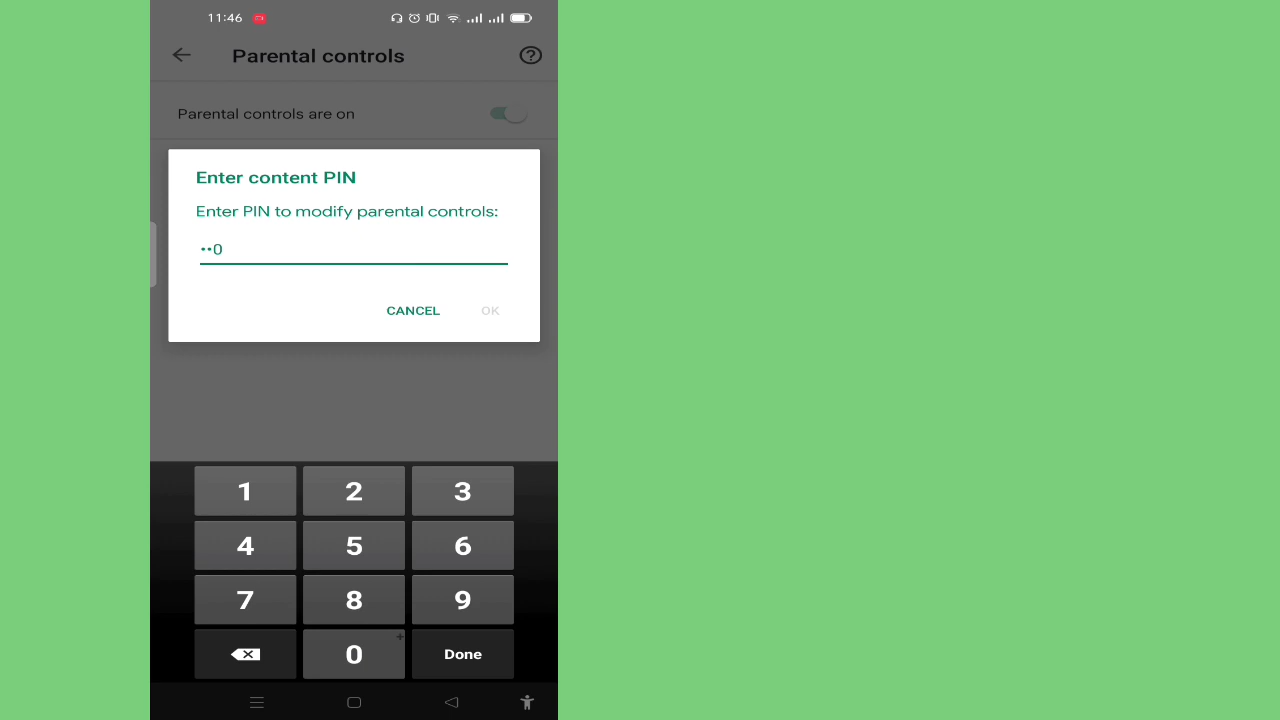 11:46
Parental controls
Parental controls are on
Enter content PIN
Enter PIN to modify parental controls:
••0
CANCEL OK
1 2 3
4 5 6
7 8 9
0 + Done